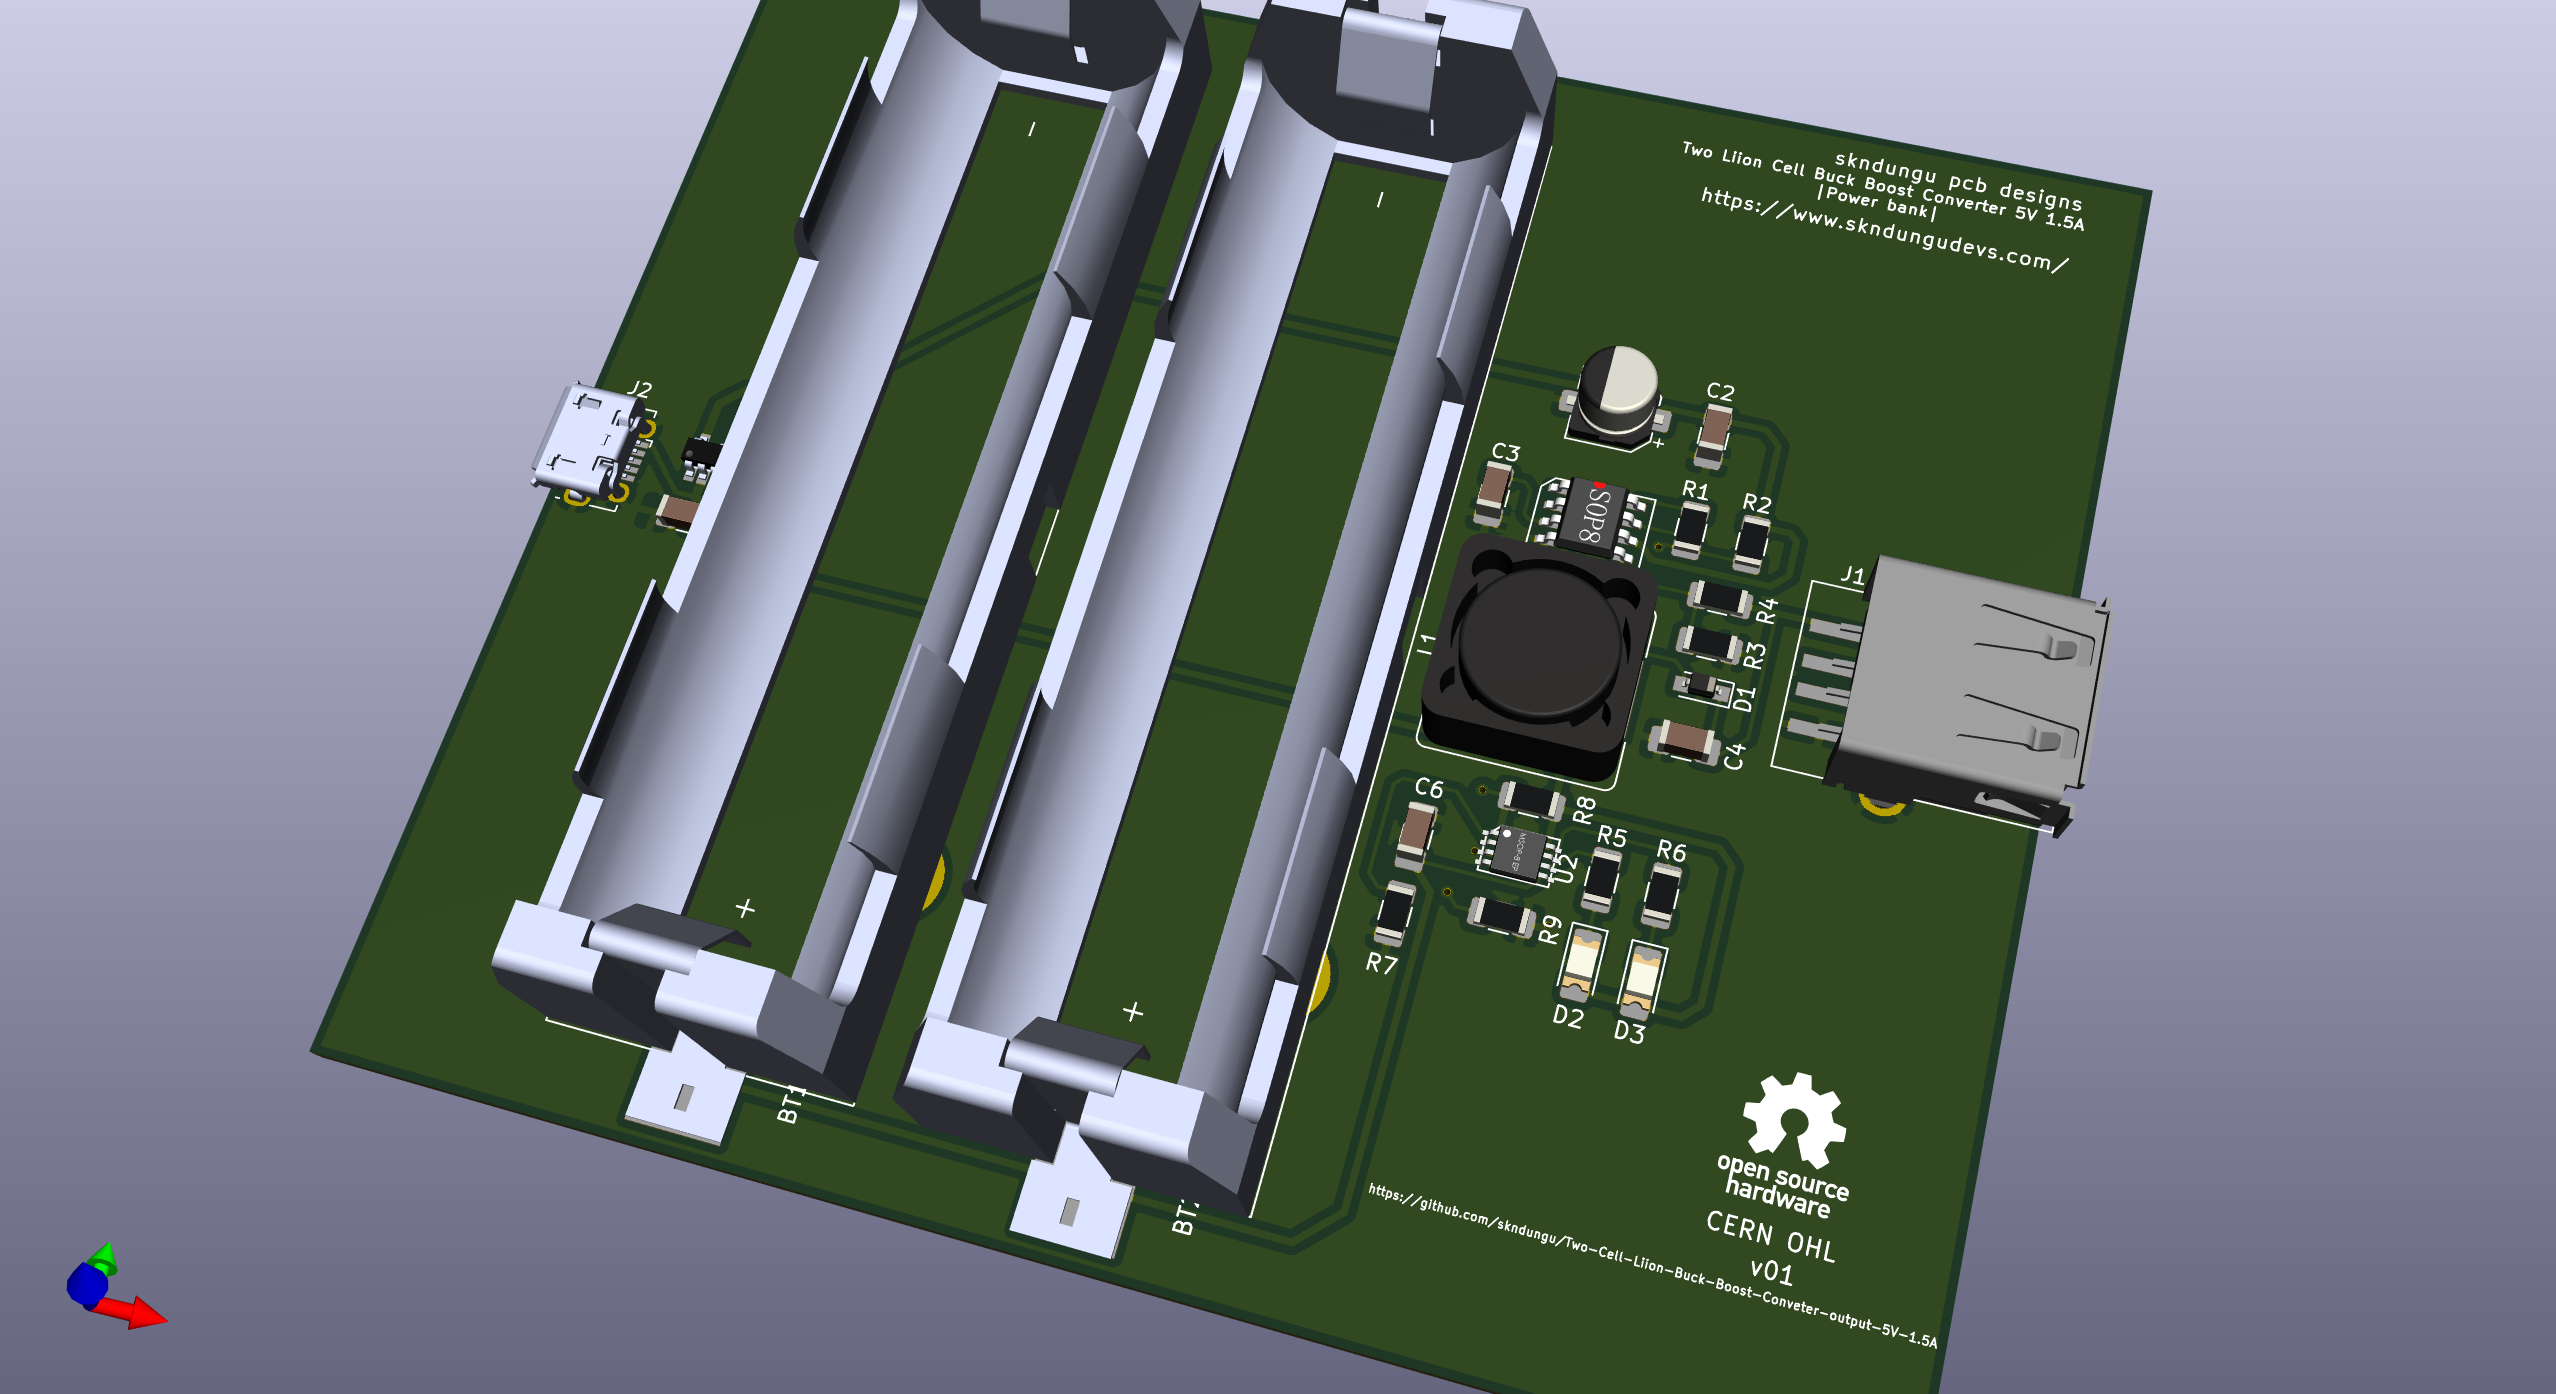 skndungu pcb designs
Two LIion Cell Buck Boost Converter 5V 1.5A
|Power bank|
https://www.skndungudevs.com/
J2
C2
+
C3
SOP8
R1
R2
J1
R4
R3
D1
C4
C6
R8
R5
R6
U2
R9
R7
D2
D3
+
+
BT1
open source
hardware
CERN OHL
v01
https://github.com/skndungu/Two-Cell-LIion-Buck-Boost-Conveter-output-5V-1.5A